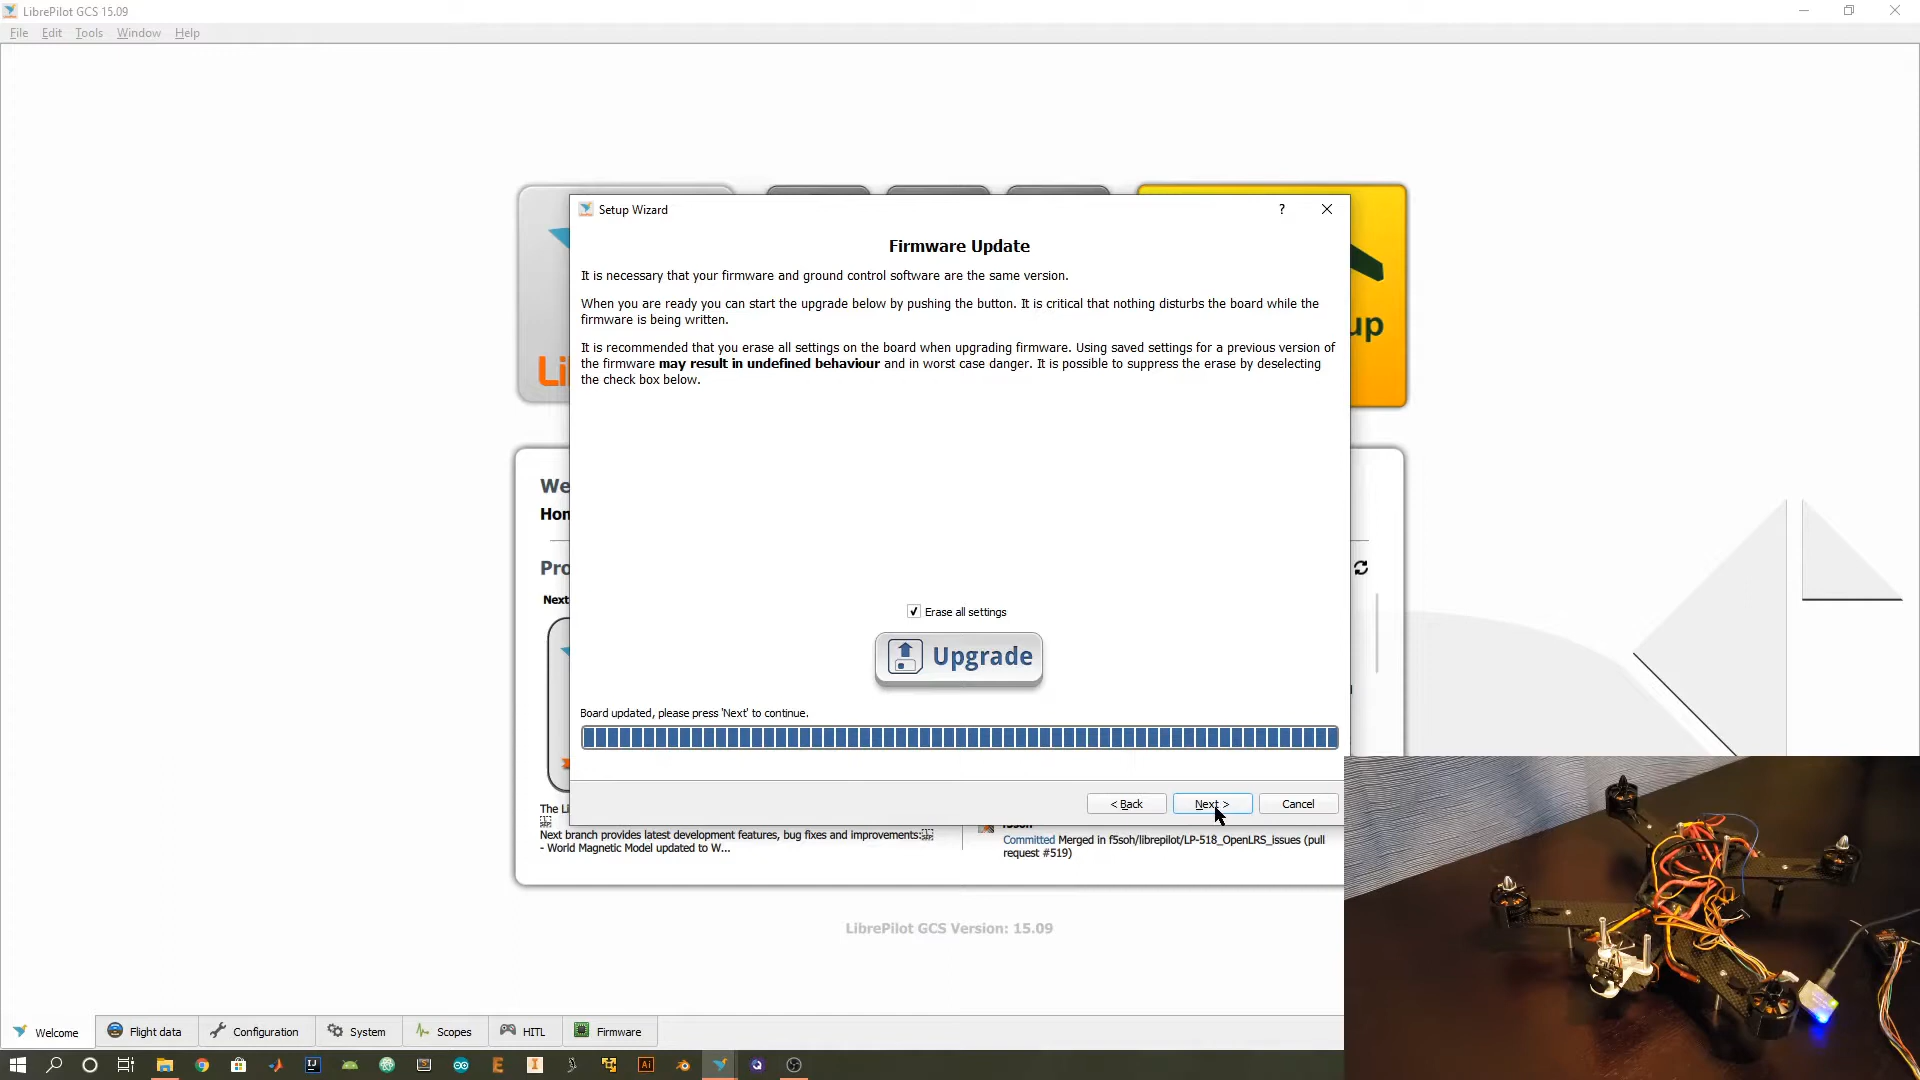 LibrePilot GCS 15.09
File Edit Tools Window Help
Setup Wizard
?
Firmware Update
It is necessary that your firmware and ground control software are the same version.
When you are ready you can start the upgrade below by pushing the button. It is critical that nothing disturbs the board while the
firmware is being written.
It is recommended that you erase all settings on the board when upgrading firmware. Using saved settings for a previous version of
the firmware may result in undefined behaviour and in worst case danger. It is possible to suppress the erase by deselecting
the check box below.
up
Li
We
Hon
Pro
Next
Erase all settings
Upgrade
Board updated, please press 'Next' to continue.
< Back Next > Cancel
The Li
Next branch provides latest development features, bug fixes and improvements:
- World Magnetic Model updated to W...
Committed Merged in f5soh/librepilot/LP-518_OpenLRS_issues (pull
request #519)
LibrePilot GCS Version: 15.09
Welcome Flight data Configuration System Scopes HITL Firmware